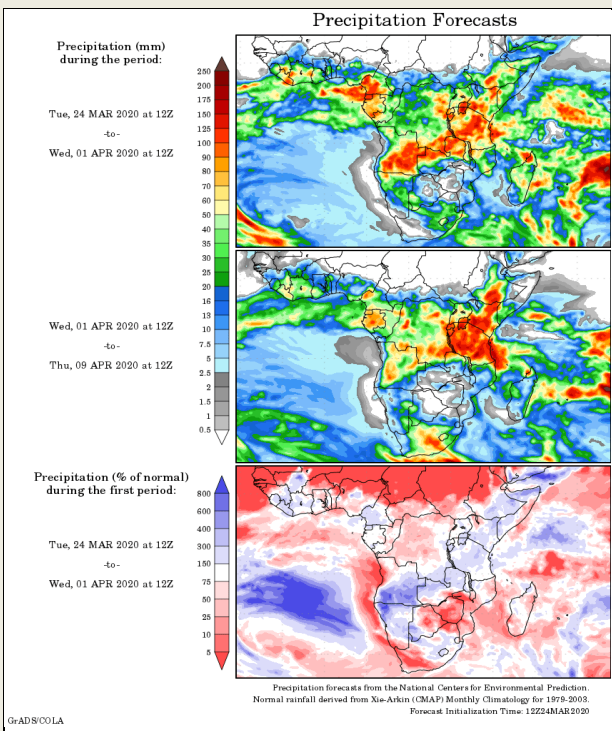 Precipitation Forecasts
Precipitation (mm)
during the period:
Tue, 24 MAR 2020 at 12Z
-to-
Wed, 01 APR 2020 at 12Z
250
200
175
150
125
100
90
80
70
60
50
40
35
30
25
20
16
13
10
7.5
5
2.5
2
1.5
1
0.5
Wed, 01 APR 2020 at 12Z
-to-
Thu, 09 APR 2020 at 12Z
Precipitation (% of normal)
during the first period:
Tue, 24 MAR 2020 at 12Z
-to-
Wed, 01 APR 2020 at 12Z
800
600
400
300
150
75
50
25
10
5
Precipitation forecasts from the National Centers for Environmental Prediction.
Normal rainfall derived from Xie-Arkin (CMAP) Monthly Climatology for 1979-2003.
Forecast Initialization Time: 12Z24MAR2020
GrADS/COLA